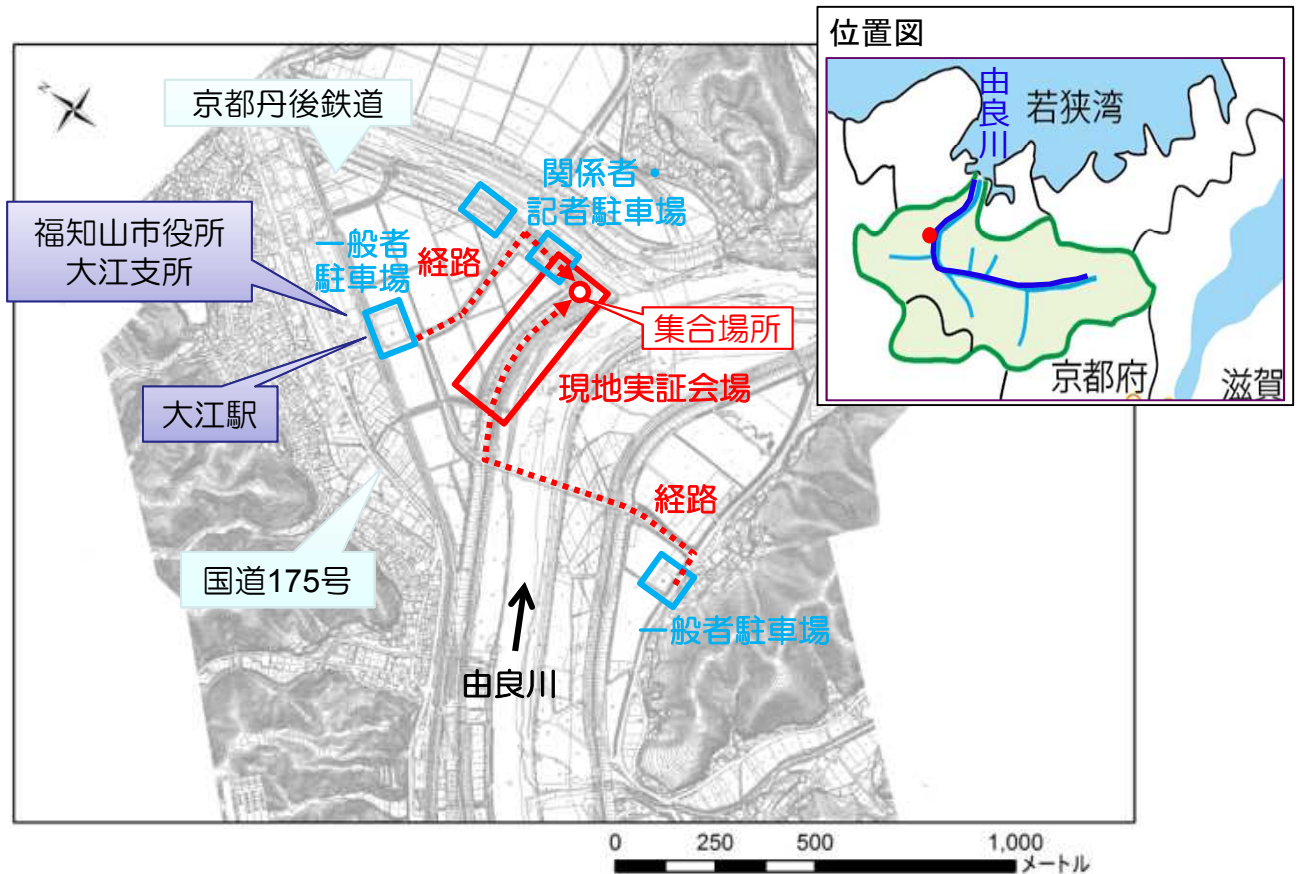 位置図
由良川
若狭湾
京都府
滋賀
N
京都丹後鉄道
関係者・
記者駐車場
福知山市役所
大江支所
一般者
駐車場
経路
集合場所
大江駅
現地実証会場
経路
国道175号
一般者駐車場
由良川
0 250 500 1,000
メートル